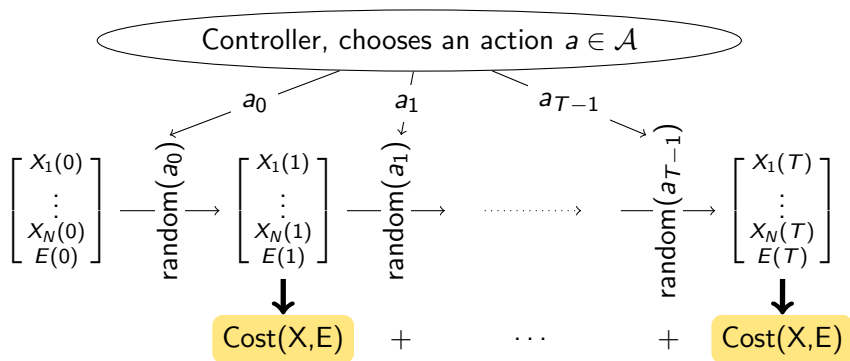 Controller, chooses an action a ∈ 𝒜
a₀ a₁ a_{T−1}
random(a₀) random(a₁) random(a_{T−1})
X₁(0) X₁(1) X₁(T)
⋮ ⋮ ⋮
X_N(0) X_N(1) ⋯⋯⋯ X_N(T)
E(0) E(1) E(T)
Cost(X,E) + ⋯ + Cost(X,E)